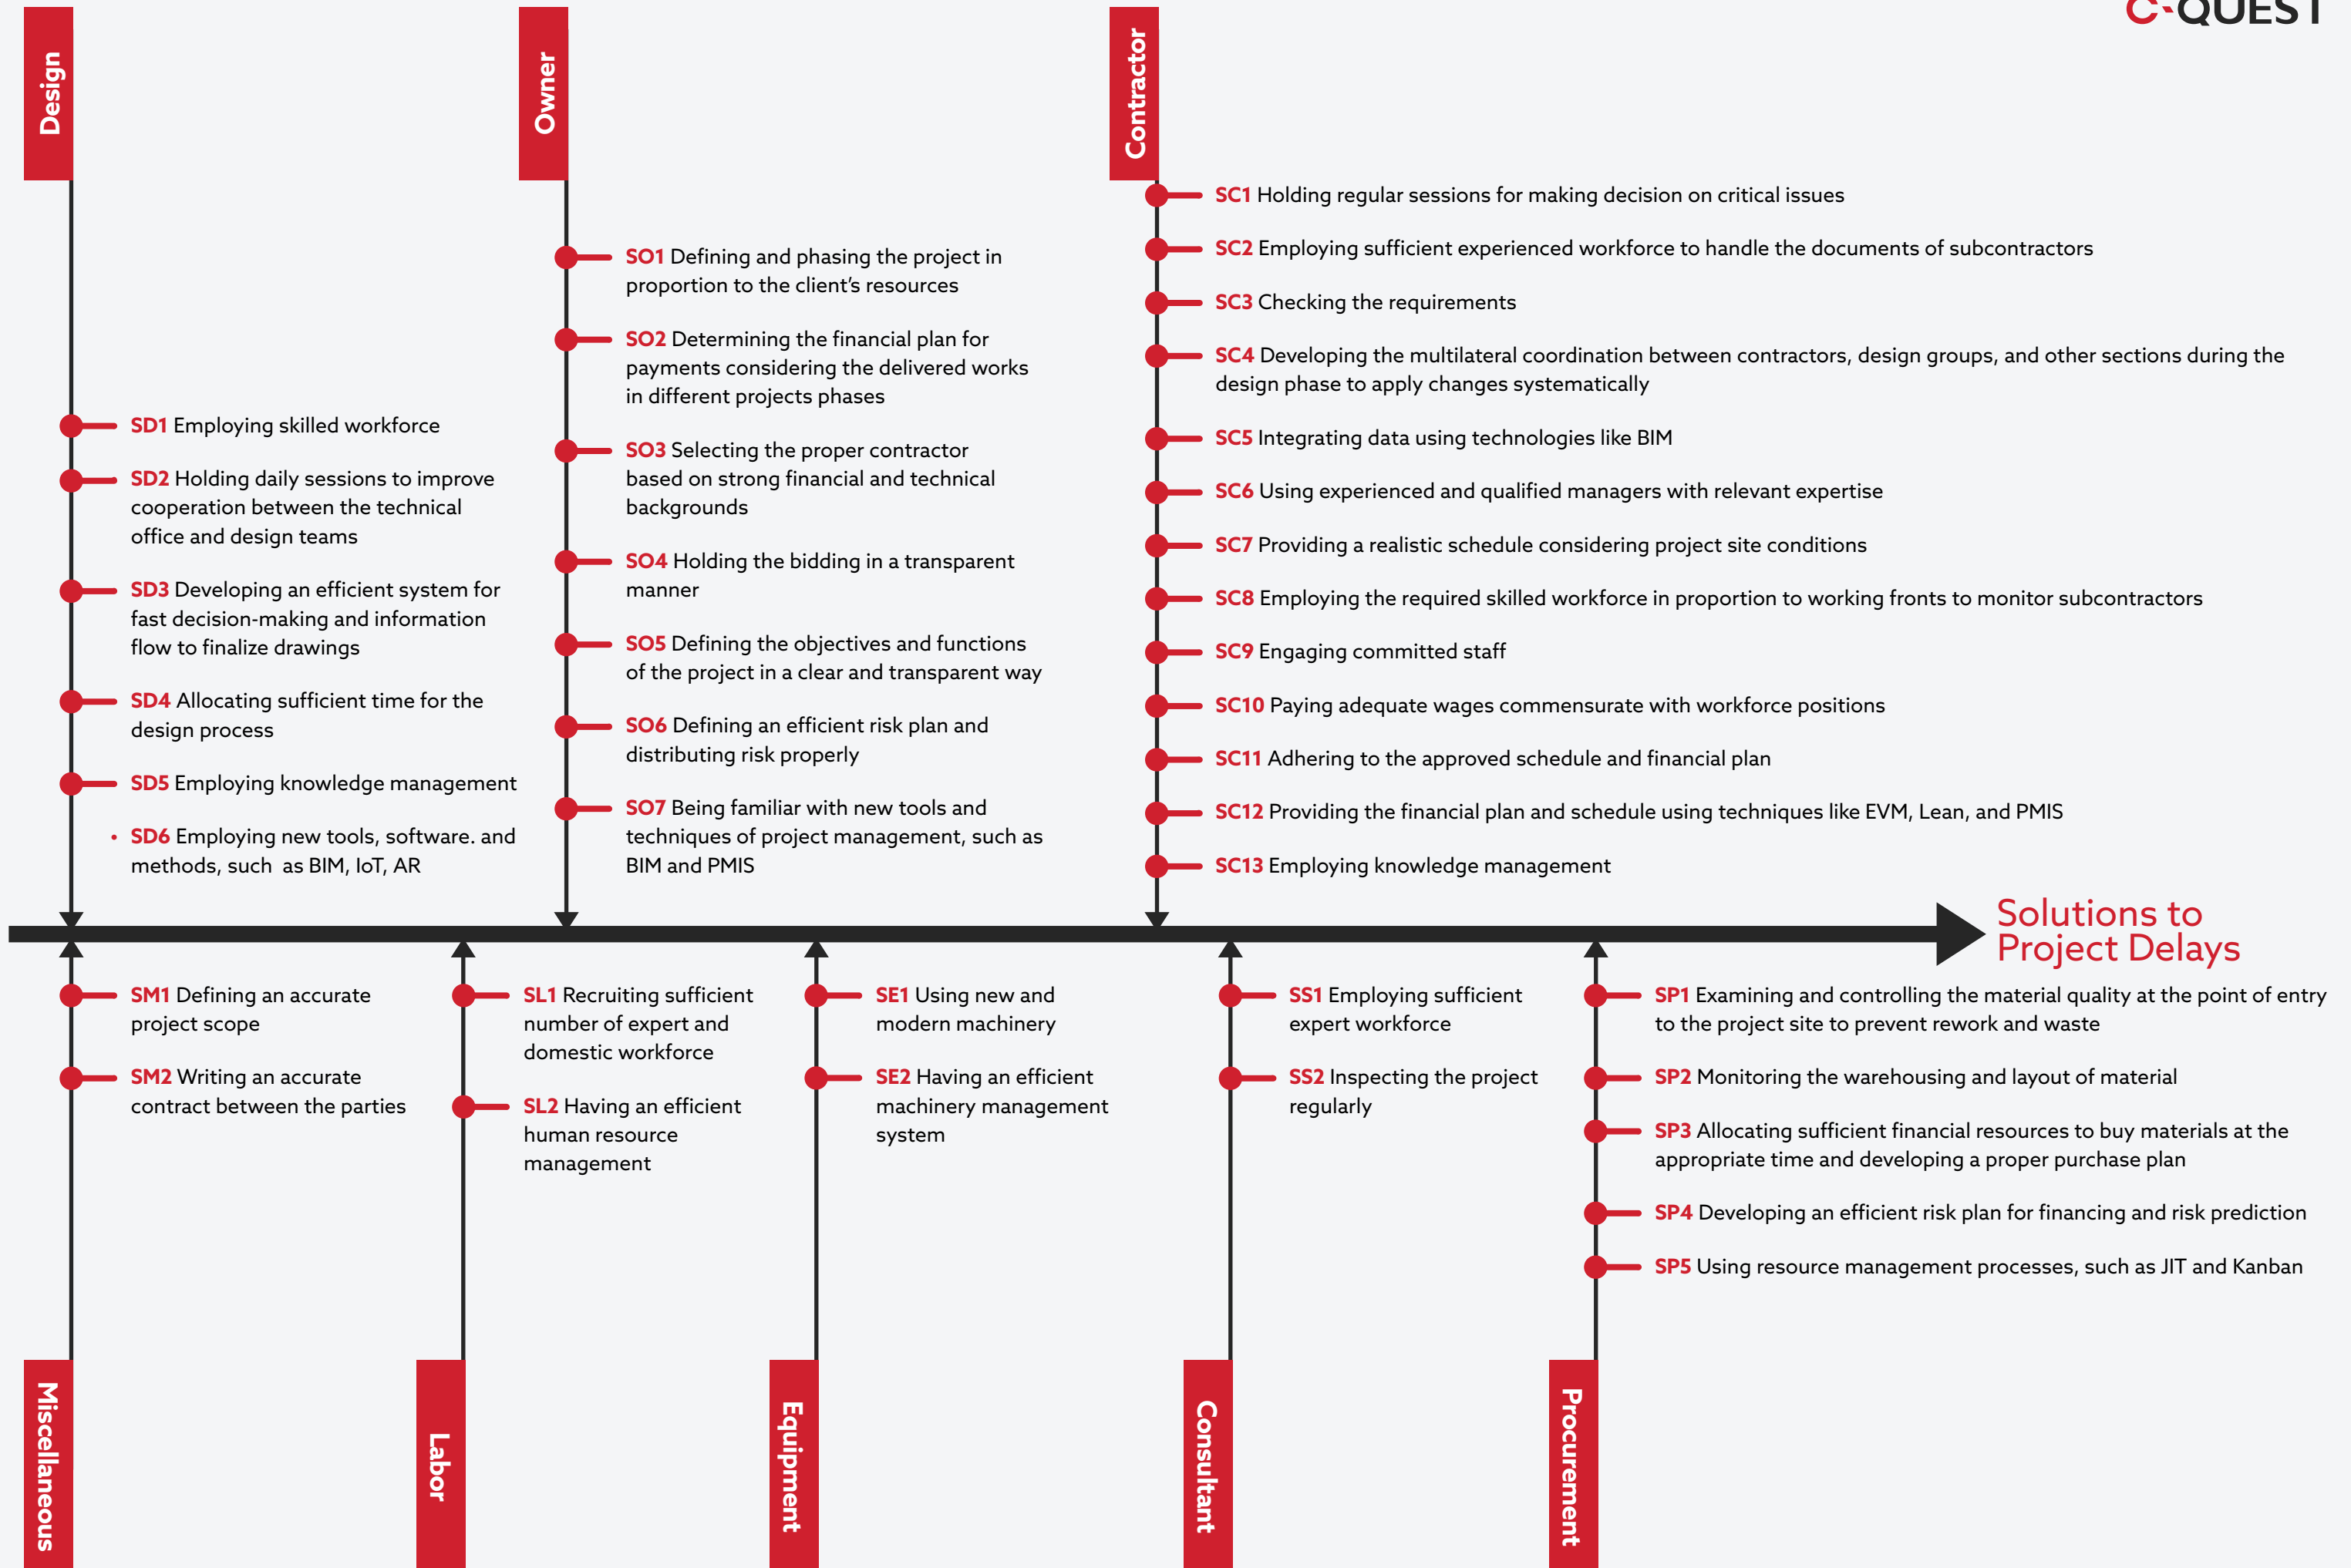 C-QUEST
Design
SD1 Employing skilled workforce
SD2 Holding daily sessions to improve
cooperation between the technical
office and design teams
SD3 Developing an efficient system for
fast decision-making and information
flow to finalize drawings
SD4 Allocating sufficient time for the
design process
SD5 Employing knowledge management
• SD6 Employing new tools, software. and
methods, such as BIM, IoT, AR
Owner
SO1 Defining and phasing the project in
proportion to the client’s resources
SO2 Determining the financial plan for
payments considering the delivered works
in different projects phases
SO3 Selecting the proper contractor
based on strong financial and technical
backgrounds
SO4 Holding the bidding in a transparent
manner
SO5 Defining the objectives and functions
of the project in a clear and transparent way
SO6 Defining an efficient risk plan and
distributing risk properly
SO7 Being familiar with new tools and
techniques of project management, such as
BIM and PMIS
Contractor
SC1 Holding regular sessions for making decision on critical issues
SC2 Employing sufficient experienced workforce to handle the documents of subcontractors
SC3 Checking the requirements
SC4 Developing the multilateral coordination between contractors, design groups, and other sections during the
design phase to apply changes systematically
SC5 Integrating data using technologies like BIM
SC6 Using experienced and qualified managers with relevant expertise
SC7 Providing a realistic schedule considering project site conditions
SC8 Employing the required skilled workforce in proportion to working fronts to monitor subcontractors
SC9 Engaging committed staff
SC10 Paying adequate wages commensurate with workforce positions
SC11 Adhering to the approved schedule and financial plan
SC12 Providing the financial plan and schedule using techniques like EVM, Lean, and PMIS
SC13 Employing knowledge management
Solutions to
Project Delays
SM1 Defining an accurate
project scope
SM2 Writing an accurate
contract between the parties
Miscellaneous
SL1 Recruiting sufficient
number of expert and
domestic workforce
SL2 Having an efficient
human resource
management
Labor
SE1 Using new and
modern machinery
SE2 Having an efficient
machinery management
system
Equipment
SS1 Employing sufficient
expert workforce
SS2 Inspecting the project
regularly
Consultant
SP1 Examining and controlling the material quality at the point of entry
to the project site to prevent rework and waste
SP2 Monitoring the warehousing and layout of material
SP3 Allocating sufficient financial resources to buy materials at the
appropriate time and developing a proper purchase plan
SP4 Developing an efficient risk plan for financing and risk prediction
SP5 Using resource management processes, such as JIT and Kanban
Procurement